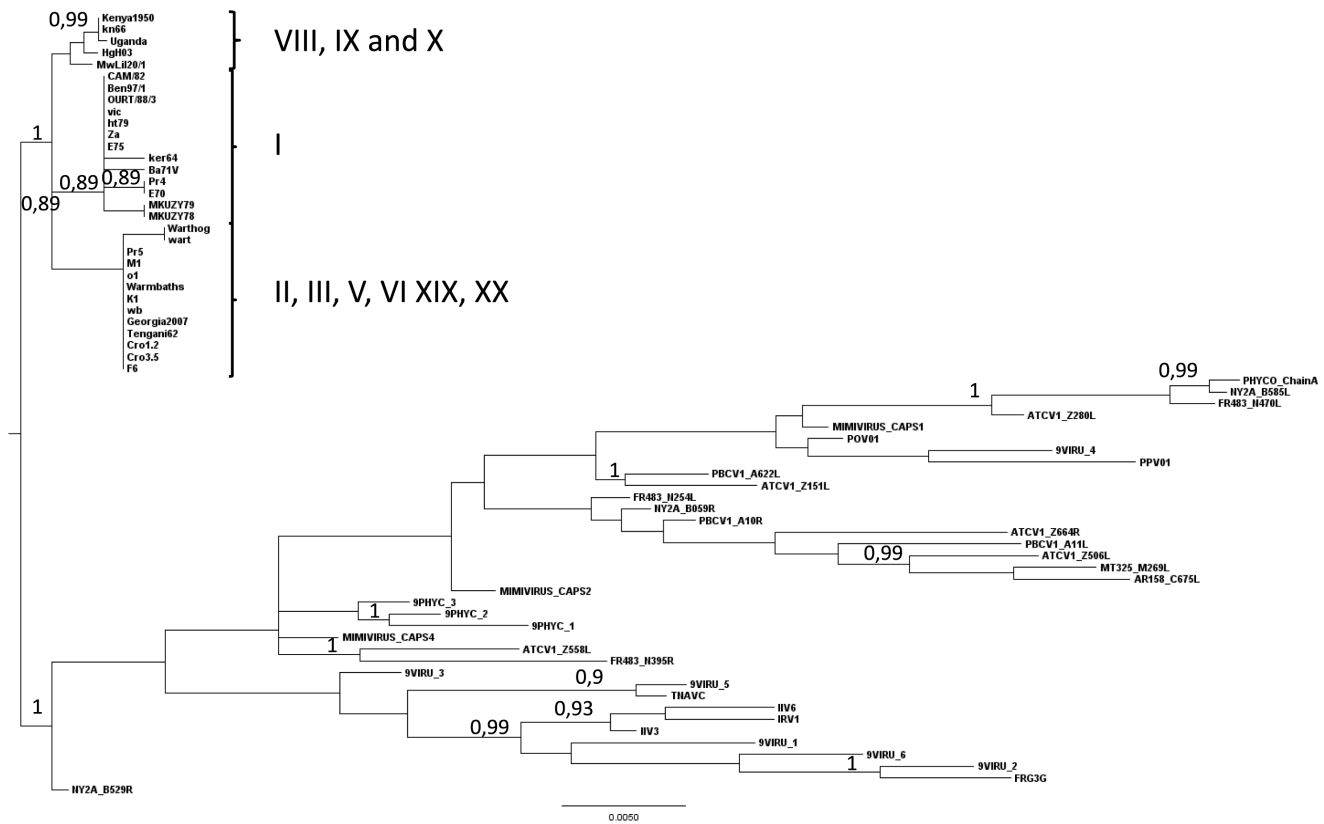 0,99
Kenya1950
kn66
Uganda
HgH03
MwLil20/1
VIII, IX and X
CAM/82
Ben97/1
OURT/88/3
vic
ht79
Za
E75
1
I
ker64
Ba71V
0,89
0,89
Pr4
E70
0,89
MKUZY79
MKUZY78
Warthog
wart
Pr5
M1
o1
Warmbaths
K1
wb
Georgia2007
Tengani62
Cro1.2
Cro3.5
F6
II, III, V, VI XIX, XX
0,99
PHYCO_ChainA
1
NY2A_B585L
FR483_N470L
ATCV1_Z280L
MIMIVIRUS_CAPS1
POV01
9VIRU_4
PPV01
1
PBCV1_A622L
ATCV1_Z151L
FR483_N254L
NY2A_B059R
PBCV1_A10R
ATCV1_Z664R
PBCV1_A11L
0,99
ATCV1_Z506L
MT325_M269L
AR158_C675L
MIMIVIRUS_CAPS2
9PHYC_3
1
9PHYC_2
9PHYC_1
MIMIVIRUS_CAPS4
1
ATCV1_Z558L
FR483_N395R
9VIRU_3
0,9
9VIRU_5
TNAVC
1
0,93
IIV6
IRV1
0,99
IIV3
9VIRU_1
9VIRU_6
1
9VIRU_2
FRG3G
NY2A_B529R
0.0050